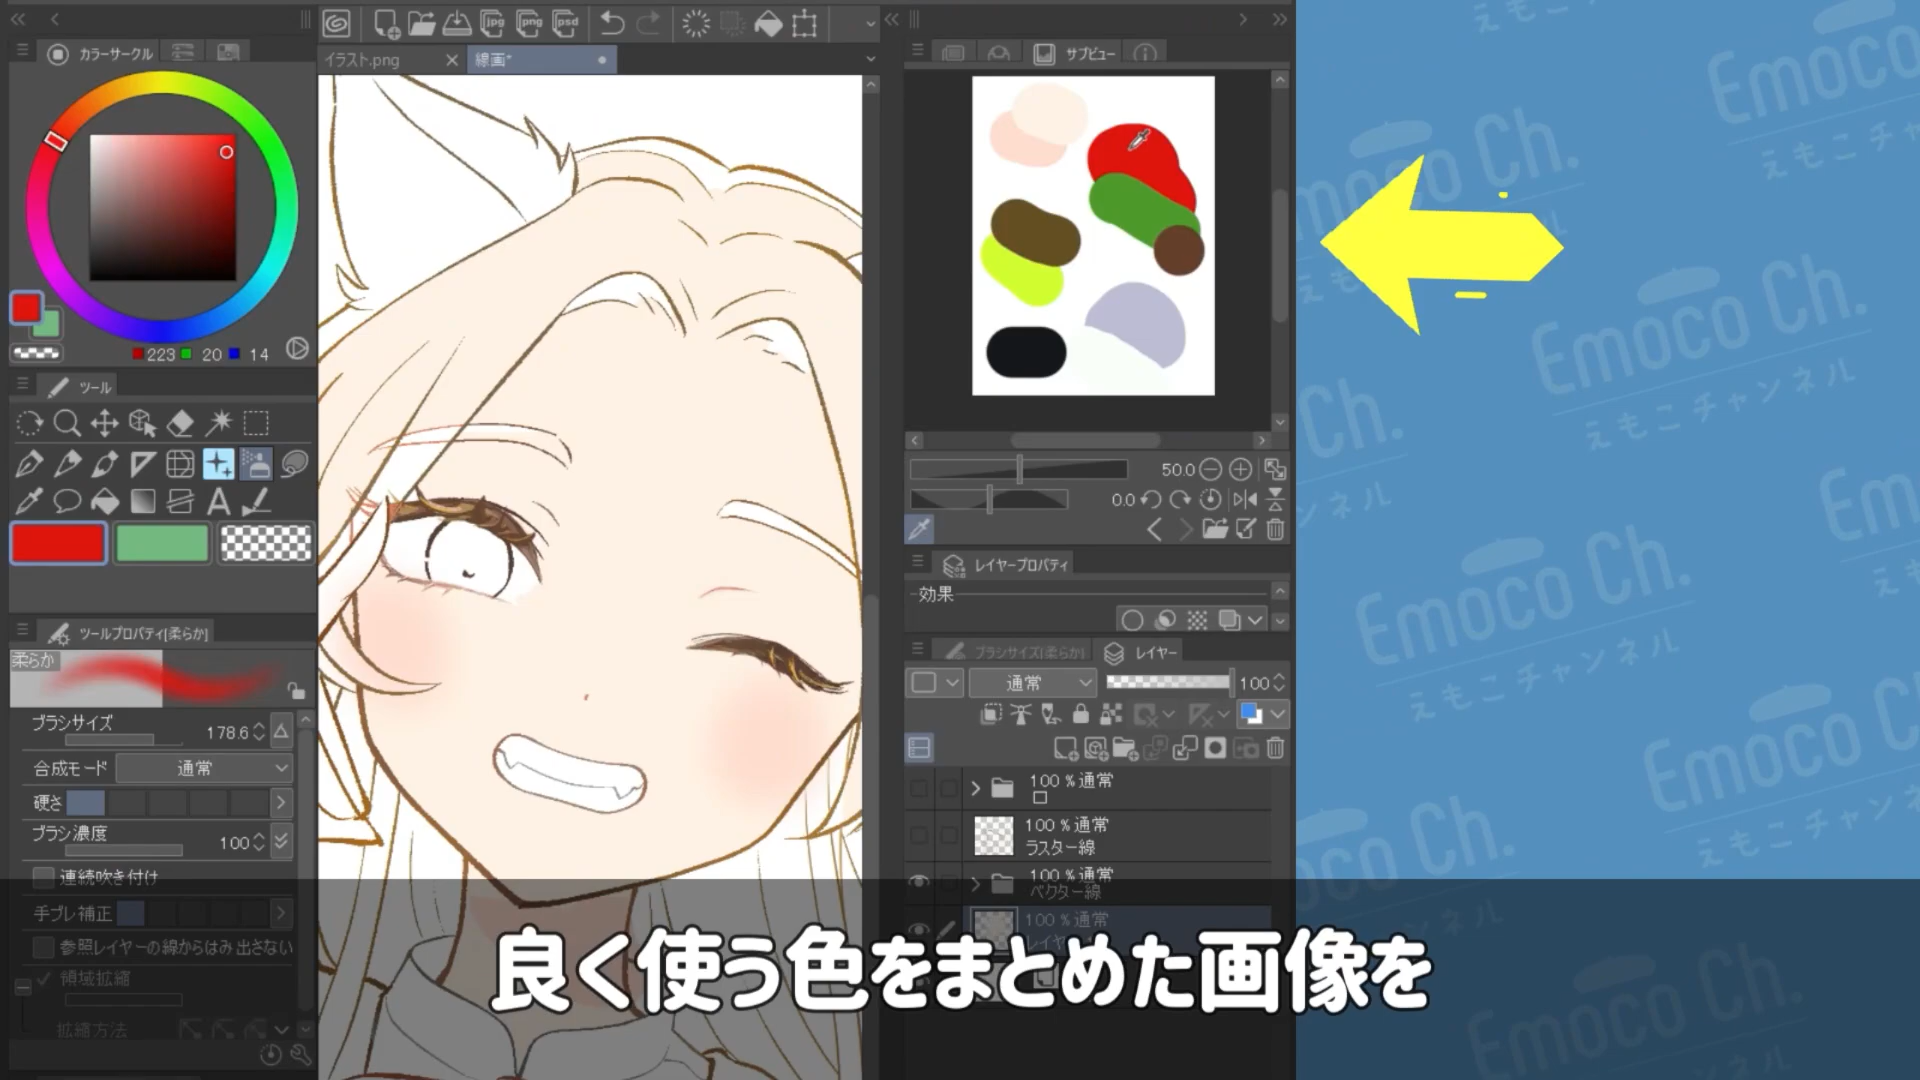 カラーサークル
jpg
png
psd
イラスト.png
線画*
サブビュー
223 20 14
ツール
50.0
0.0
レイヤープロパティ
効果
ツールプロパティ[柔らか]
柔らか
ブラシサイズ
178.6
合成モード
通常
硬さ
ブラシ濃度
100
連続吹き付け
手ブレ補正
参照レイヤーの線からはみ出さない
領域拡縮
拡縮方法
ブラシサイズ[柔らか]
レイヤー
通常
100
100 %通常
口
100 %通常
ラスター線
100 %通常
ベクター線
100 %通常
良く使う色をまとめた画像を
Emoco Ch.
えもこチャンネル